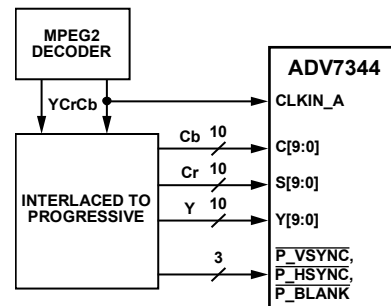 MPEG2
DECODER
YCrCb
INTERLACED TO
PROGRESSIVE
Cb 10
Cr 10
Y 10
3
ADV7344
CLKIN_A
C[9:0]
S[9:0]
Y[9:0]
P_VSYNC,
P_HSYNC,
P_BLANK